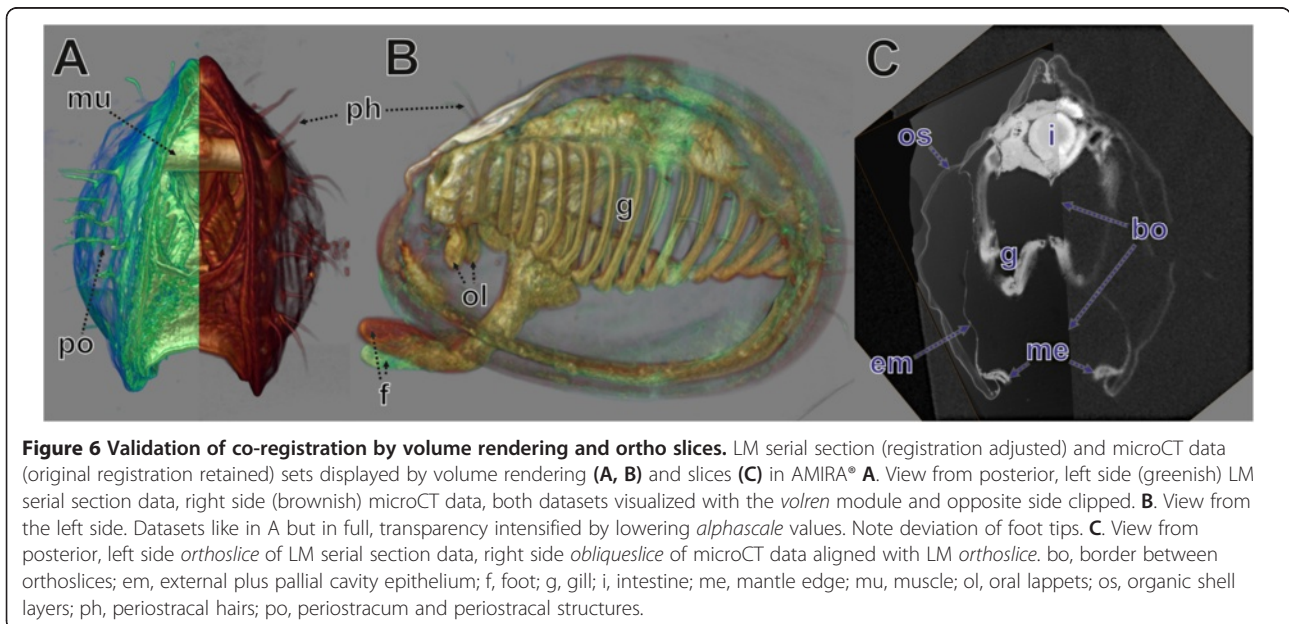 A
B
C
mu
ph
po
ol
f
g
os
i
bo
g
em
me
Figure 6 Validation of co-registration by volume rendering and ortho slices. LM serial section (registration adjusted) and microCT data
(original registration retained) sets displayed by volume rendering (A, B) and slices (C) in AMIRA® A. View from posterior, left side (greenish) LM
serial section data, right side (brownish) microCT data, both datasets visualized with the volren module and opposite side clipped. B. View from
the left side. Datasets like in A but in full, transparency intensified by lowering alphascale values. Note deviation of foot tips. C. View from
posterior, left side orthoslice of LM serial section data, right side obliqueslice of microCT data aligned with LM orthoslice. bo, border between
orthoslices; em, external plus pallial cavity epithelium; f, foot; g, gill; i, intestine; me, mantle edge; mu, muscle; ol, oral lappets; os, organic shell
layers; ph, periostracal hairs; po, periostracum and periostracal structures.